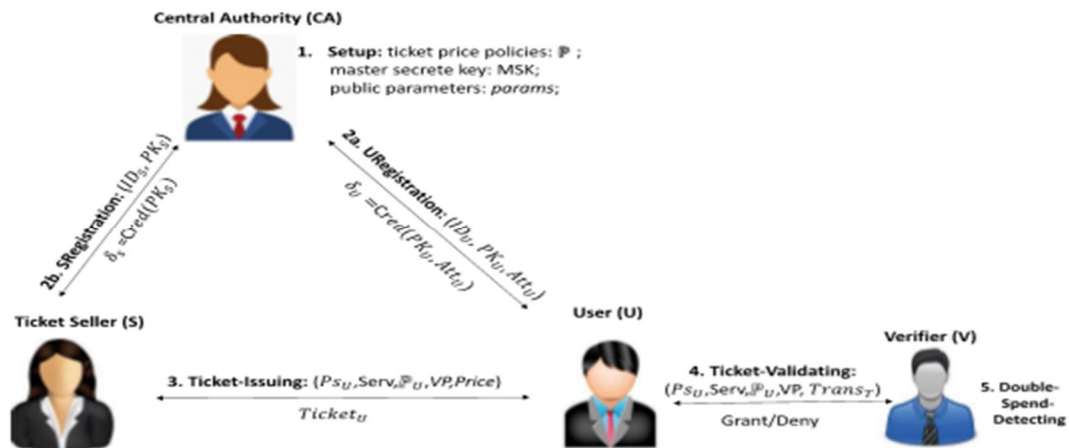 Central Authority (CA)
1. Setup: ticket price policies: ℙ ;
master secrete key: MSK;
public parameters: params;
2b. SRegistration: (ID_S, PK_S)
δ_s =Cred(PK_S)
2a. URegistration: (ID_U, PK_U, Att_U)
δ_U =Cred(PK_U, Att_U)
Ticket Seller (S)
User (U)
Verifier (V)
3. Ticket-Issuing: (Ps_U,Serv,ℙ_U,VP,Price)
Ticket_U
4. Ticket-Validating:
(Ps_U,Serv,ℙ_U,VP, Trans_T)
Grant/Deny
5. Double-
Spend-
Detecting